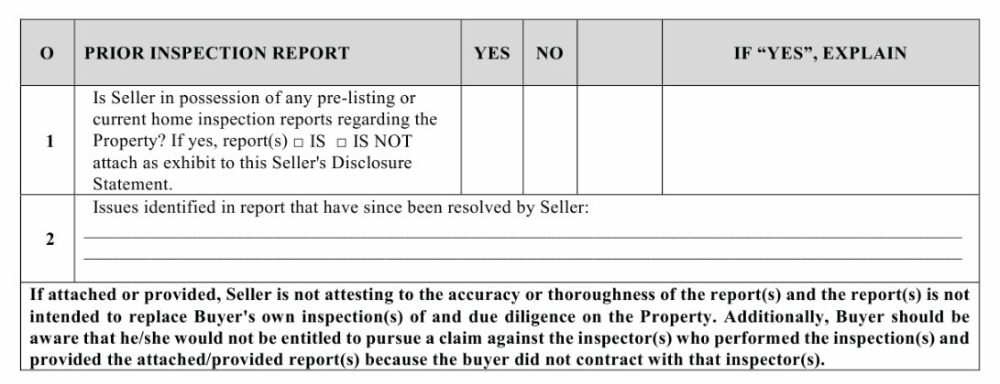 O PRIOR INSPECTION REPORT YES NO IF “YES”, EXPLAIN
Is Seller in possession of any pre-listing or
current home inspection reports regarding the
1 Property? If yes, report(s) □ IS □ IS NOT
attach as exhibit to this Seller's Disclosure
Statement.
Issues identified in report that have since been resolved by Seller:
2
If attached or provided, Seller is not attesting to the accuracy or thoroughness of the report(s) and the report(s) is not
intended to replace Buyer's own inspection(s) of and due diligence on the Property. Additionally, Buyer should be
aware that he/she would not be entitled to pursue a claim against the inspector(s) who performed the inspection(s) and
provided the attached/provided report(s) because the buyer did not contract with that inspector(s).